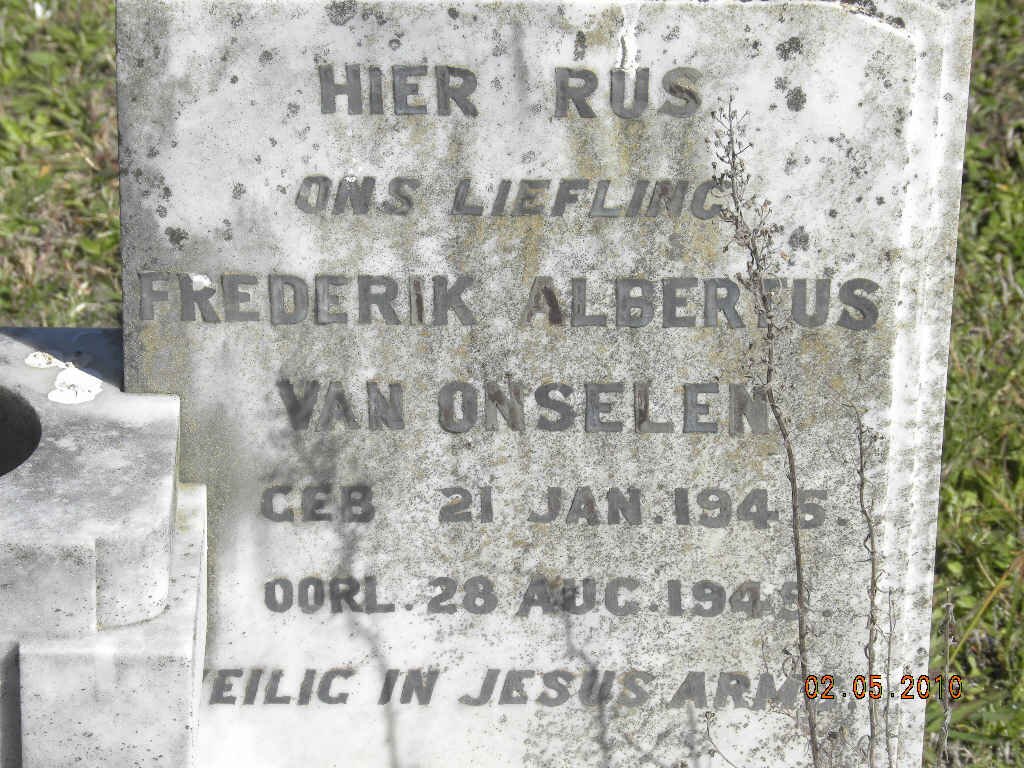 HIER RUS
ONS LIEFLING
FREDERIK ALBERTUS
VAN ONSELEN
GEB 21 JAN. 1945.
OORL. 28 AUG.
VEILIG IN JESUS
02.05.2010